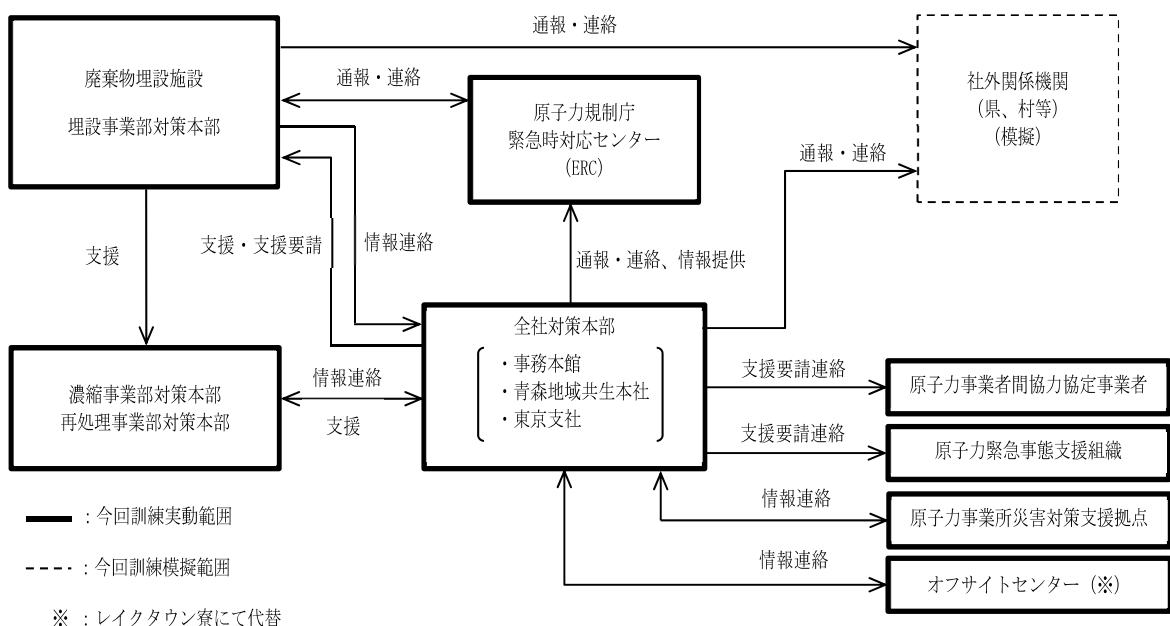 通報・連絡
廃棄物埋設施設
埋設事業部対策本部
通報・連絡
原子力規制庁
緊急時対応センター
(ERC)
社外関係機関
(県、村等)
(模擬)
通報・連絡
支援
支援・支援要請
情報連絡
通報・連絡、情報提供
全社対策本部
・事務本館
・青森地域共生本社
・東京支社
濃縮事業部対策本部
再処理事業部対策本部
情報連絡
支援
支援要請連絡
原子力事業者間協力協定事業者
支援要請連絡
原子力緊急事態支援組織
情報連絡
原子力事業所災害対策支援拠点
情報連絡
オフサイトセンター (※)
：今回訓練実動範囲
：今回訓練模擬範囲
※ ：レイクタウン寮にて代替